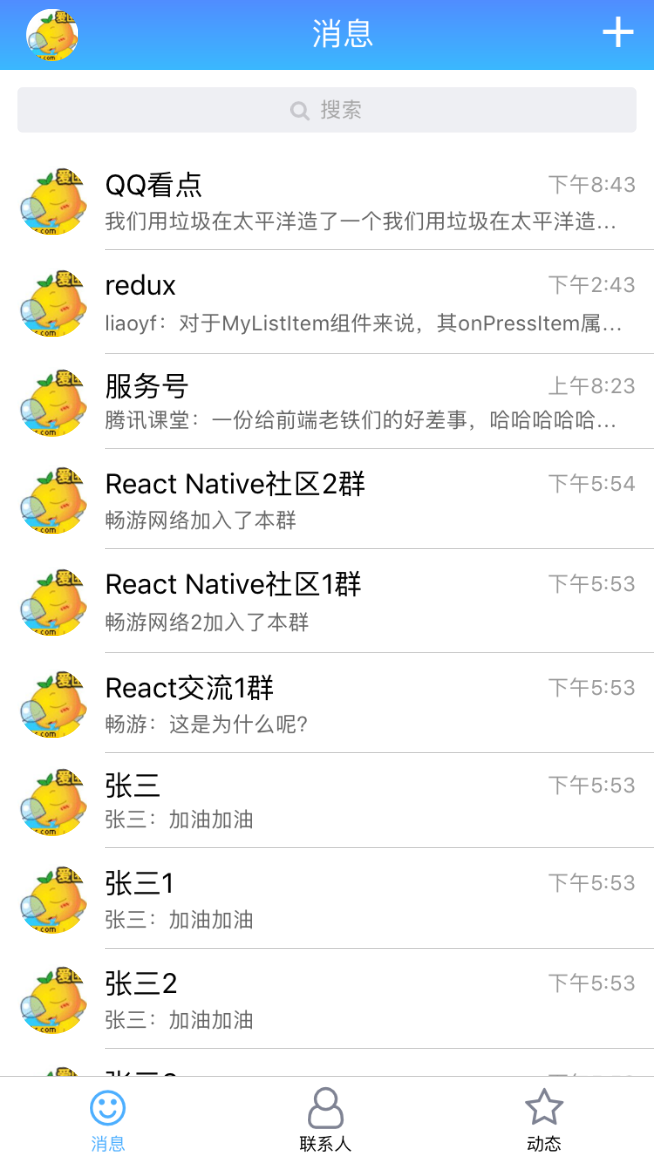 消息
搜索
QQ看点
下午8:43
我们用垃圾在太平洋造了一个我们用垃圾在太平洋造...
redux
下午2:43
liaoyf：对于MyListItem组件来说，其onPressItem属...
服务号
上午8:23
腾讯课堂：一份给前端老铁们的好差事，哈哈哈哈哈...
React Native社区2群
下午5:54
畅游网络加入了本群
React Native社区1群
下午5:53
畅游网络2加入了本群
React交流1群
下午5:53
畅游：这是为什么呢?
张三
下午5:53
张三：加油加油
张三1
下午5:53
张三：加油加油
张三2
下午5:53
张三：加油加油
消息
联系人
动态